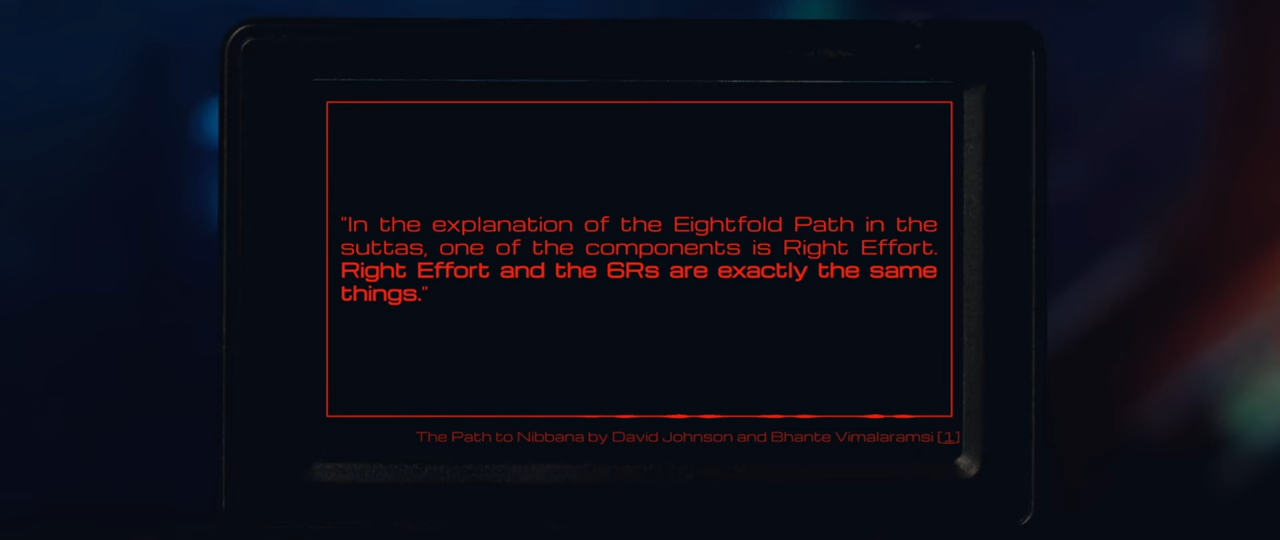 "In the explanation of the Eightfold Path in the
suttas, one of the components is Right Effort.
Right Effort and the 6Rs are exactly the same
things."
The Path to Nibbana by David Johnson and Bhante Vimalaramsi [1]